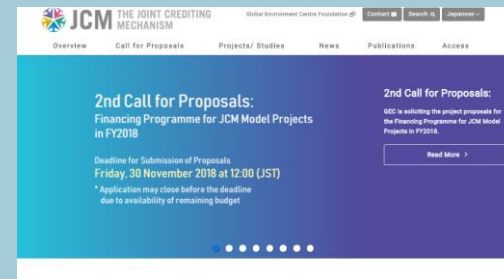 JCM THE JOINT CREDITING MECHANISM
Global Environment Centre Foundation
Contact
Search
Japanese
Overview
Call for Proposals
Projects/ Studies
News
Publications
Access
2nd Call for Proposals:
Financing Programme for JCM Model Projects
in FY2018
Deadline for Submission of Proposals
Friday, 30 November 2018 at 12:00 (JST)
* Application may close before the deadline
due to availability of remaining budget
2nd Call for Proposals:
GEC is soliciting the project proposals for
the Financing Programme for JCM Model
Projects in FY2018.
Read More >